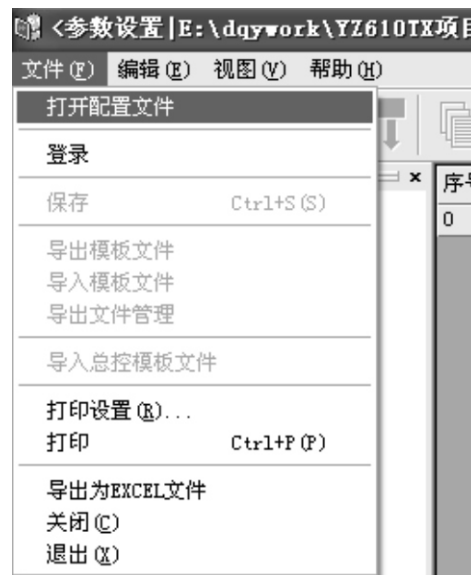 <参数设置|E:\dqywork\YZ610TX项目
文件(F) 编辑(E) 视图(V) 帮助(H)
打开配置文件
登录
保存 Ctrl+S(S)
导出模板文件
导入模板文件
导出文件管理
导入总控模板文件
打印设置(R)...
打印 Ctrl+P(P)
导出为EXCEL文件
关闭(C)
退出(X)
序号
0